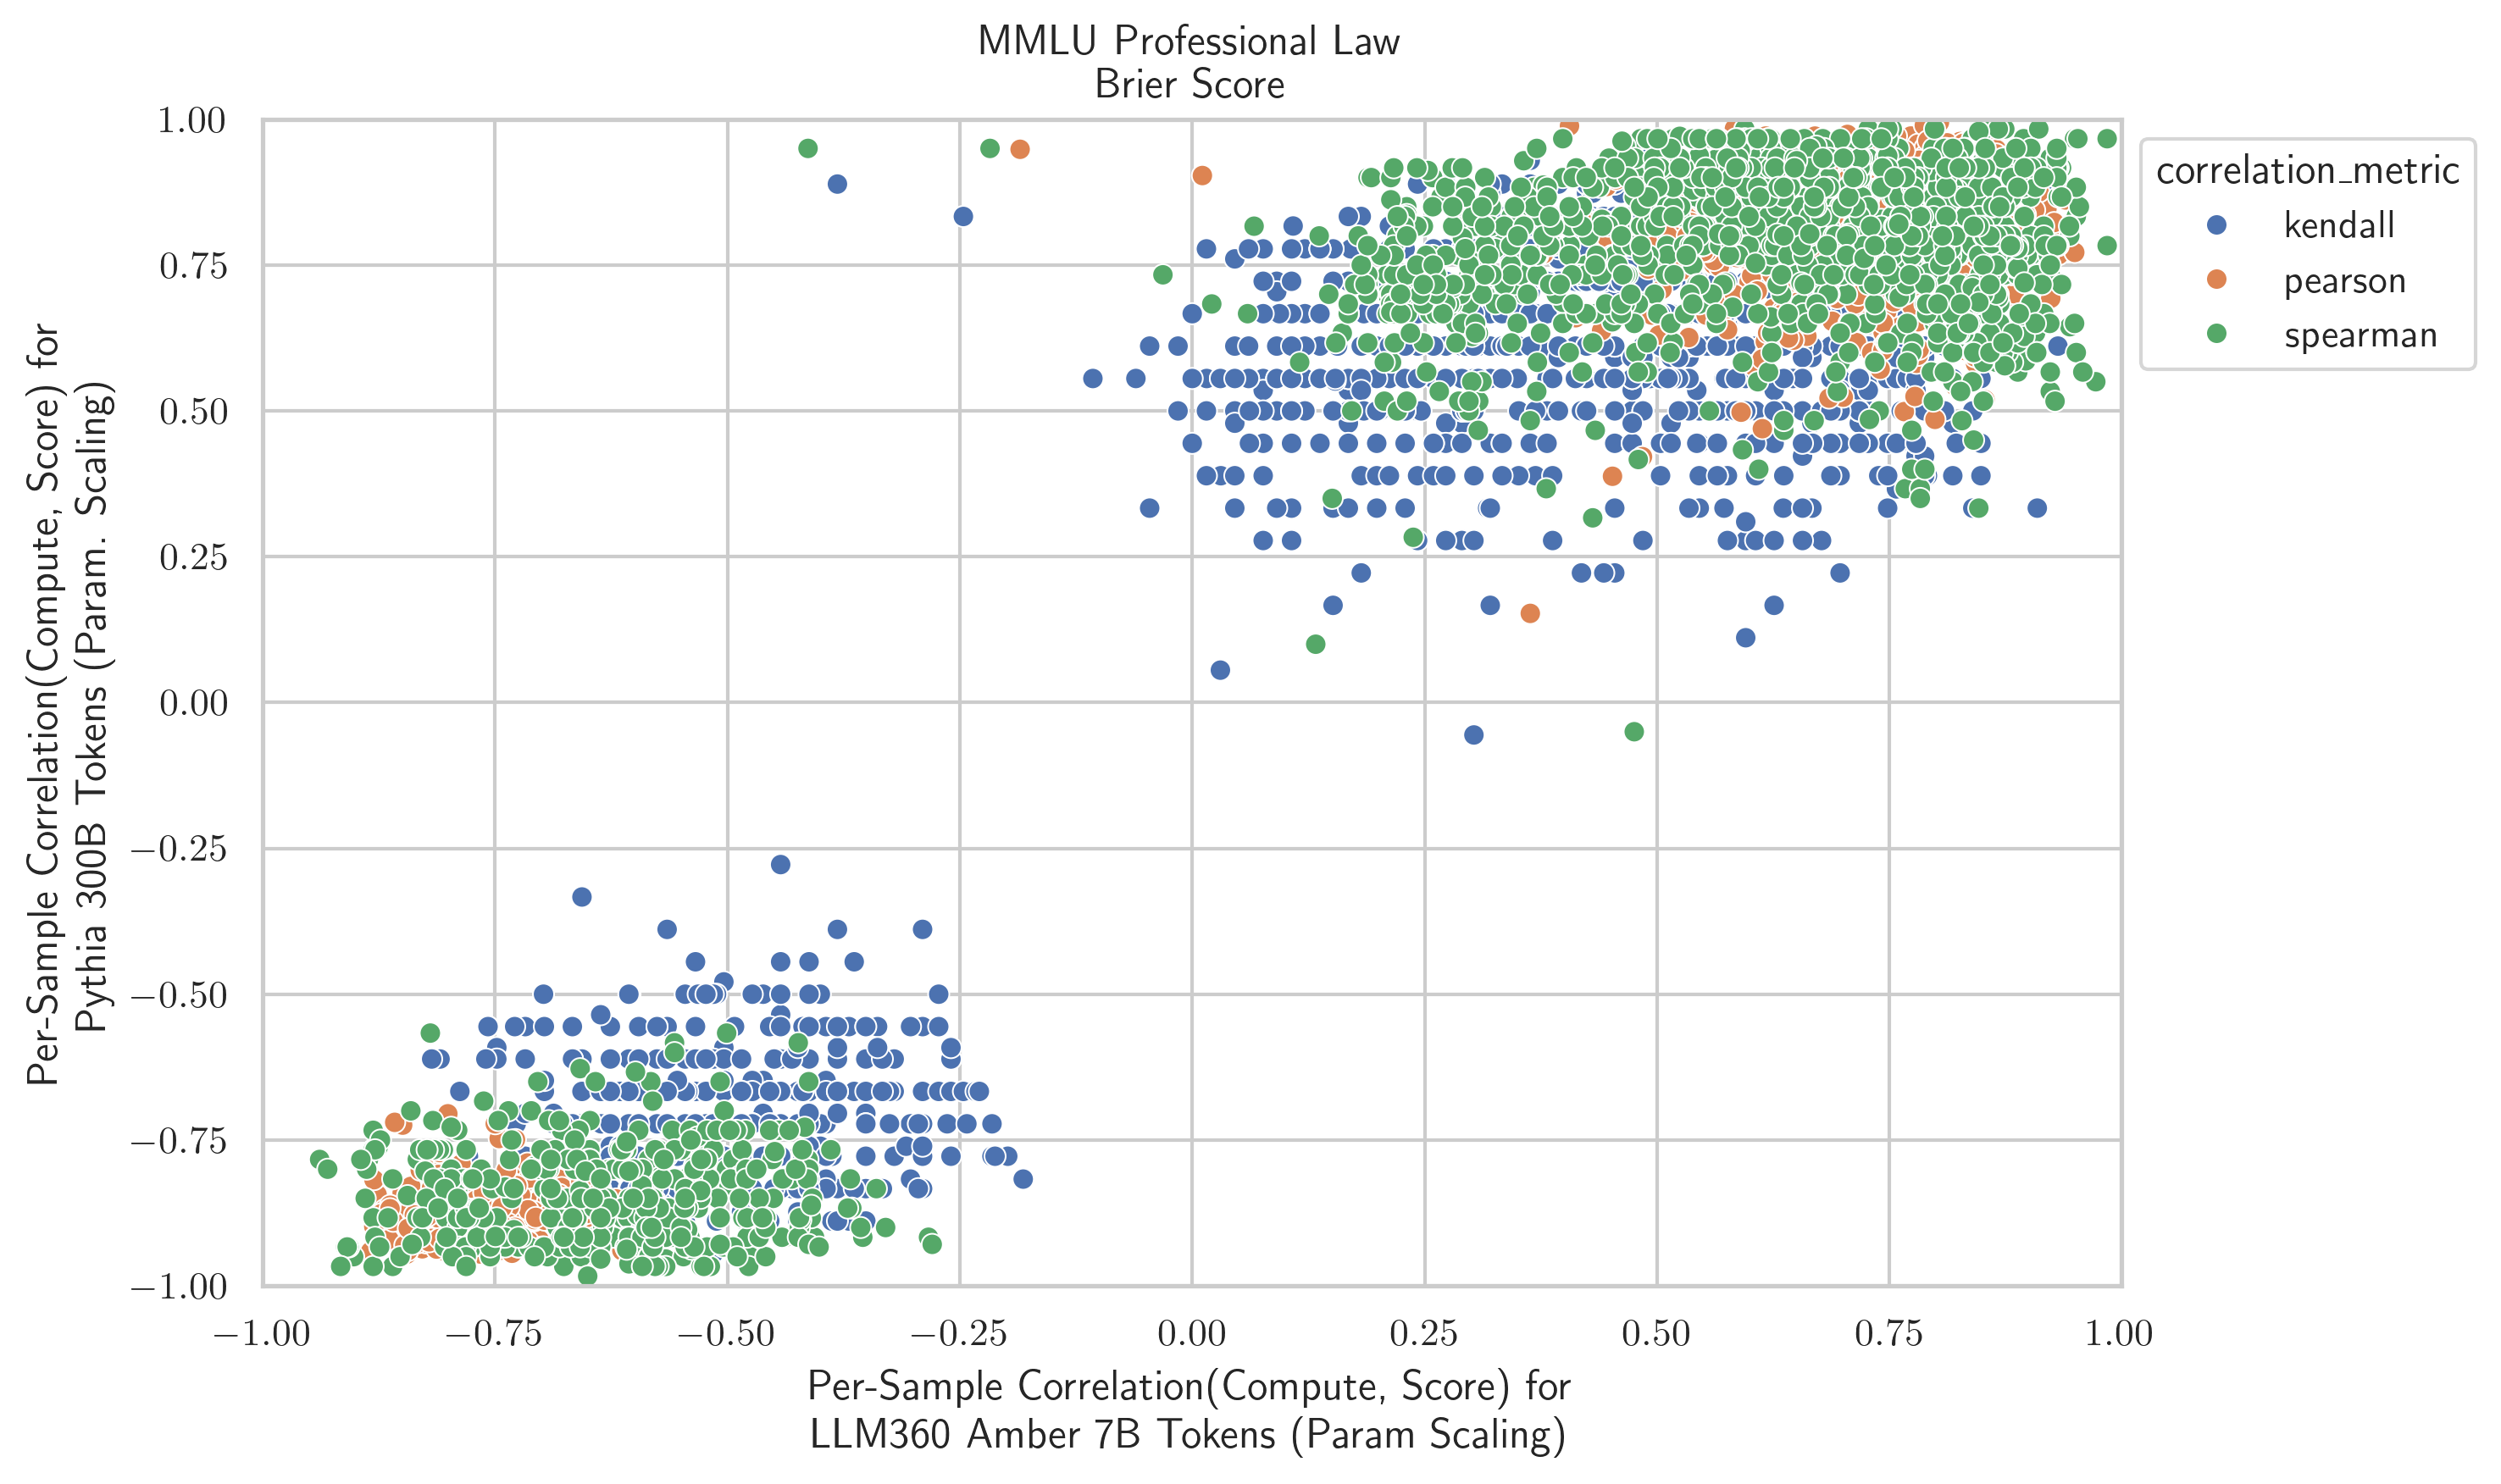 MMLU Professional Law
Brier Score
Per-Sample Correlation(Compute, Score) for
Pythia 300B Tokens (Param. Scaling)
1.00
0.75
0.50
0.25
0.00
−0.25
−0.50
−0.75
−1.00
−1.00 −0.75 −0.50 −0.25 0.00 0.25 0.50 0.75 1.00
Per-Sample Correlation(Compute, Score) for
LLM360 Amber 7B Tokens (Param Scaling)
correlation_metric
kendall
pearson
spearman